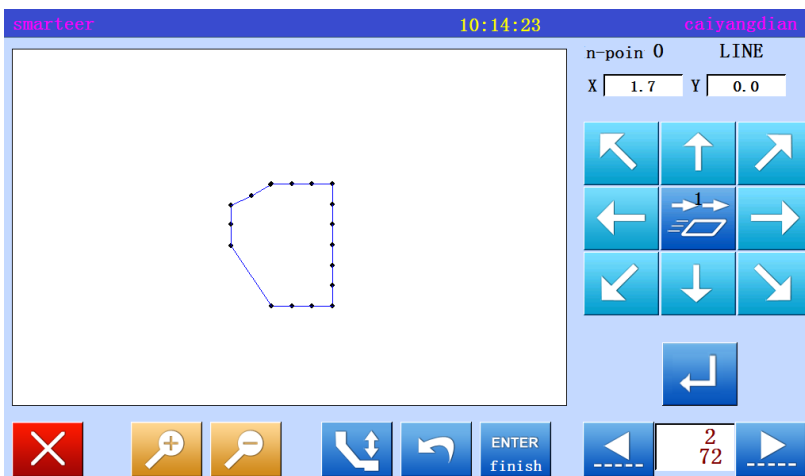 smarteer 10:14:23 caiyangdian
n-poin 0 LINE
X 1.7 Y 0.0
1
ENTER
finish
2
72